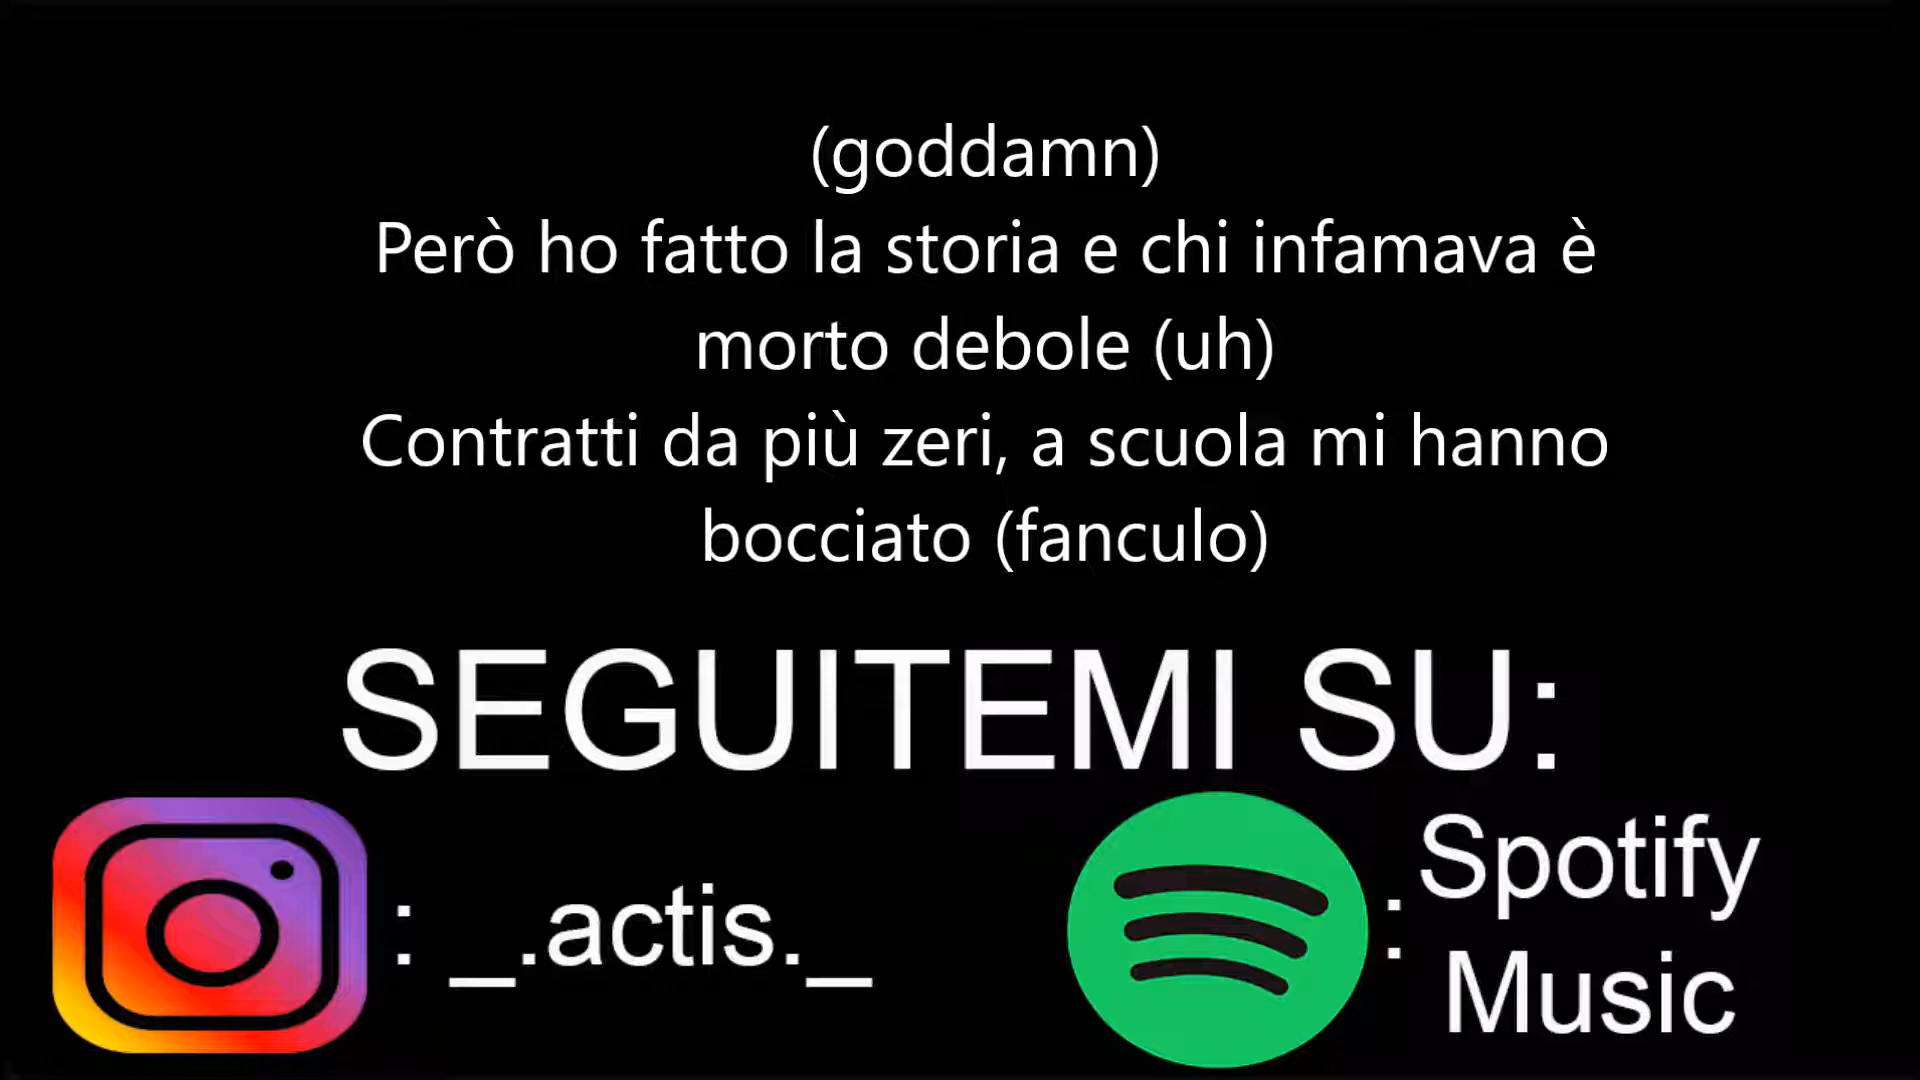 (goddamn)
Però ho fatto la storia e chi infamava è
morto debole (uh)
Contratti da più zeri, a scuola mi hanno
bocciato (fanculo)
SEGUITEMI SU:
: _.actis._
: Spotify
Music